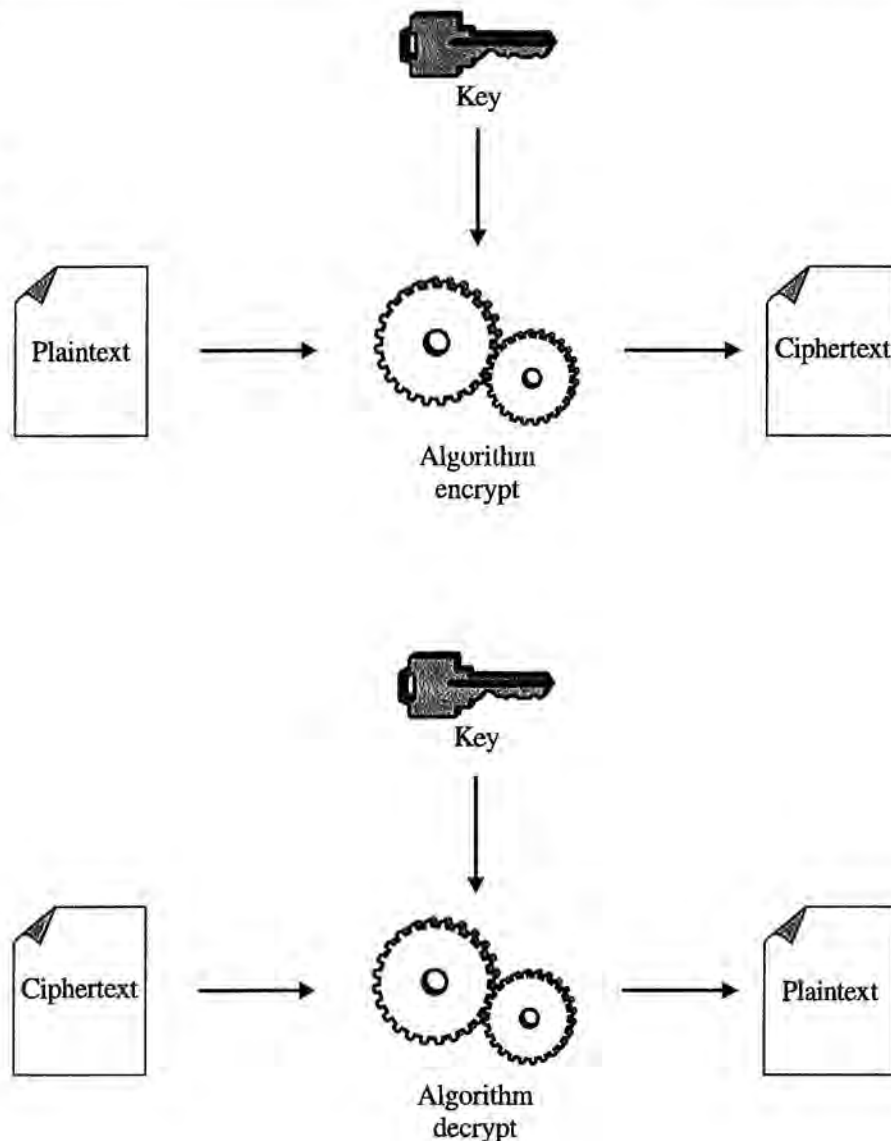 Key
Plaintext
Ciphertext
Algorithm
encrypt
Key
Ciphertext
Plaintext
Algorithm
decrypt